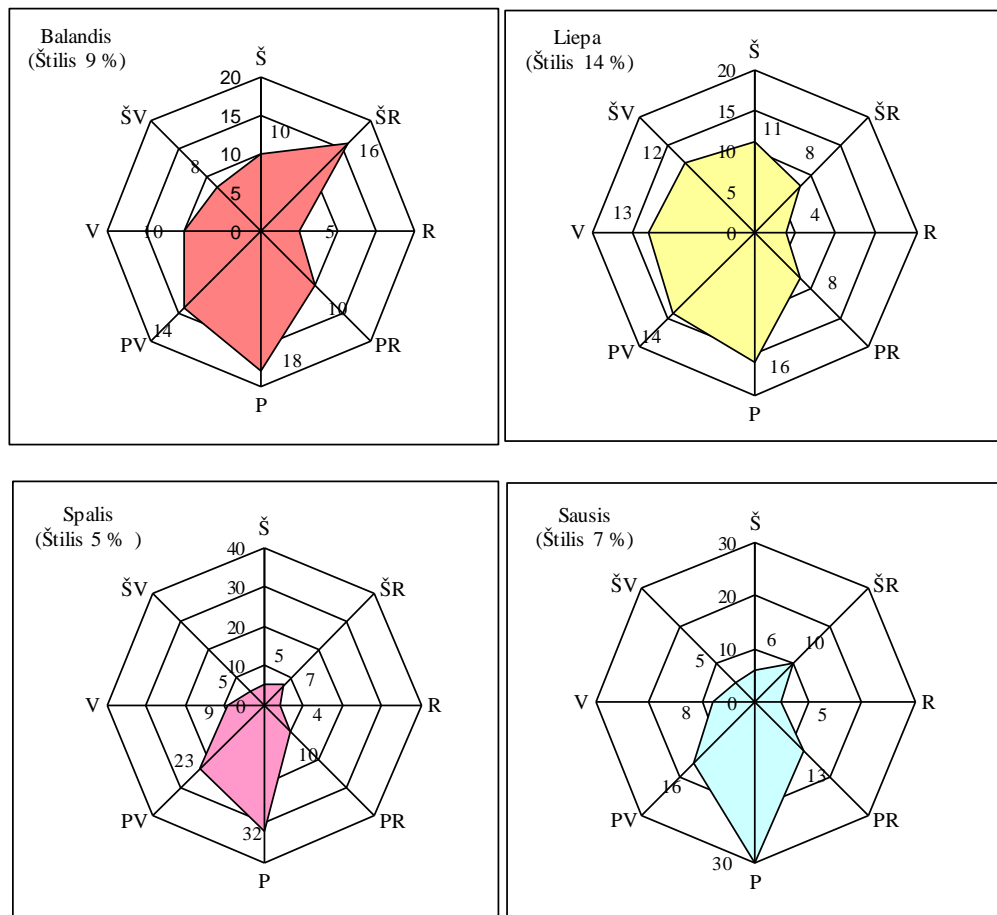 Balandis
(Štilis 9 %)
Š
20
ŠV
ŠR
15
10
16
10
8
5
V
10
0
5
R
14
10
PV
18
PR
P
Liepa
(Štilis 14 %)
Š
20
ŠV
ŠR
15
11
12
10
8
5
13
4
V
0
R
8
14
16
PV
PR
P
Spalis
(Štilis 5 % )
Š
40
ŠV
ŠR
30
20
10
5
5
7
V
9
0
4
R
23
10
PV
32
PR
P
Sausis
(Štilis 7 %)
Š
30
ŠV
ŠR
20
6
10
5
10
V
8
0
5
R
16
13
PV
PR
30
P